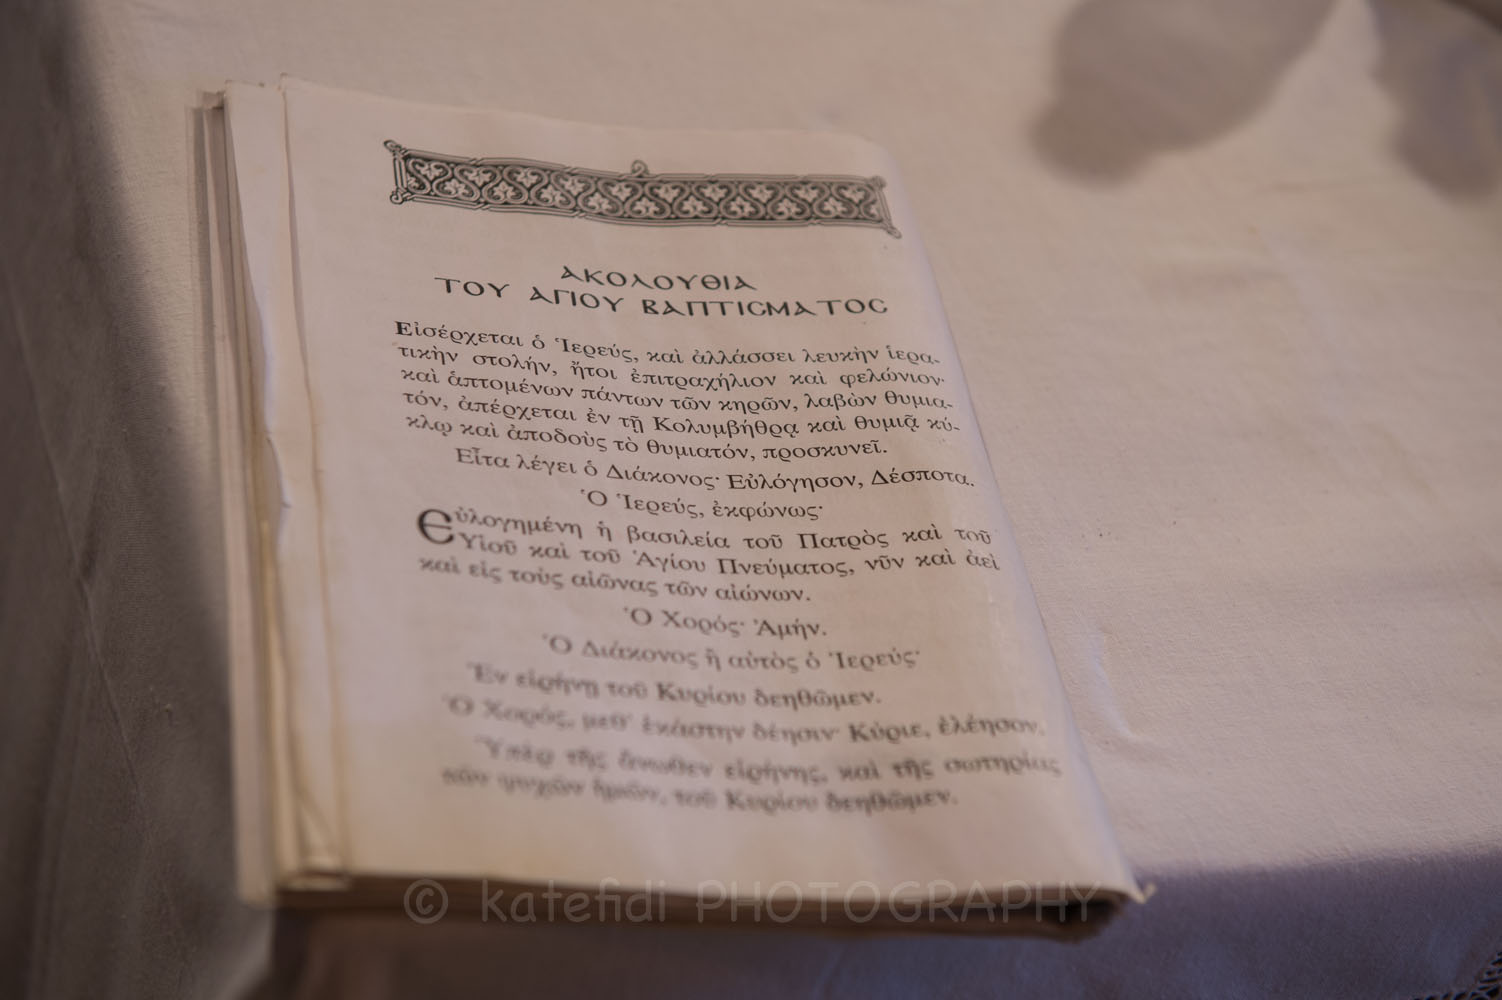 ΑΚΟΛΟΥΘΙΑ
ΤΟΥ ΑΓΙΟΥ ΒΑΠΤΙCΜΑΤΟC
Εἰσέρχεται ὁ Ἱερεύς, καὶ ἀλλάσσει λευκὴν ἱερα-
τικὴν στολήν, ἤτοι ἐπιτραχήλιον καὶ φελώνιον·
καὶ ἁπτομένων πάντων τῶν κηρῶν, λαβὼν θυμια-
τόν, ἀπέρχεται ἐν τῇ Κολυμβήθρᾳ καὶ θυμιᾷ κύ-
κλῳ καὶ ἀποδοὺς τὸ θυμιατόν, προσκυνεῖ.
Εἶτα λέγει ὁ Διάκονος· Εὐλόγησον, Δέσποτα.
Ὁ Ἱερεύς, ἐκφώνως·
Εὐλογημένη ἡ βασιλεία τοῦ Πατρὸς καὶ τοῦ
Υἱοῦ καὶ τοῦ Ἁγίου Πνεύματος, νῦν καὶ ἀεὶ
καὶ εἰς τοὺς αἰῶνας τῶν αἰώνων.
Ὁ Χορός· Ἀμήν.
Ὁ Διάκονος ἢ αὐτὸς ὁ Ἱερεύς·
Ἐν εἰρήνῃ τοῦ Κυρίου δεηθῶμεν.
Ὁ Χορός, μεθ' ἑκάστην δέησιν· Κύριε, ἐλέησον.
Ὑπὲρ τῆς ἄνωθεν εἰρήνης, καὶ τῆς σωτηρίας
τῶν ψυχῶν ἡμῶν, τοῦ Κυρίου δεηθῶμεν.
© katefidi PHOTOGRAPHY